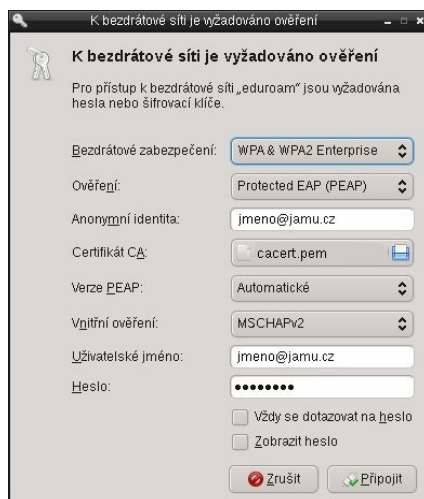 K bezdrátové síti je vyžadováno ověření
K bezdrátové síti je vyžadováno ověření
Pro přístup k bezdrátové síti „eduroam" jsou vyžadována
hesla nebo šifrovací klíče.
Bezdrátové zabezpečení: WPA & WPA2 Enterprise
Ověření: Protected EAP (PEAP)
Anonymní identita: jmeno@jamu.cz
Certifikát CA: cacert.pem
Verze PEAP: Automatické
Vnitřní ověření: MSCHAPv2
Uživatelské jméno: jmeno@jamu.cz
Heslo: ••••••••
Vždy se dotazovat na heslo
Zobrazit heslo
Zrušit Připojit